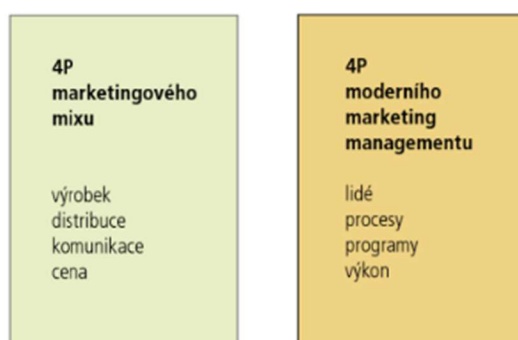 4P
marketingového
mixu
výrobek
distribuce
komunikace
cena
4P
moderního
marketing
managementu
lidé
procesy
programy
výkon